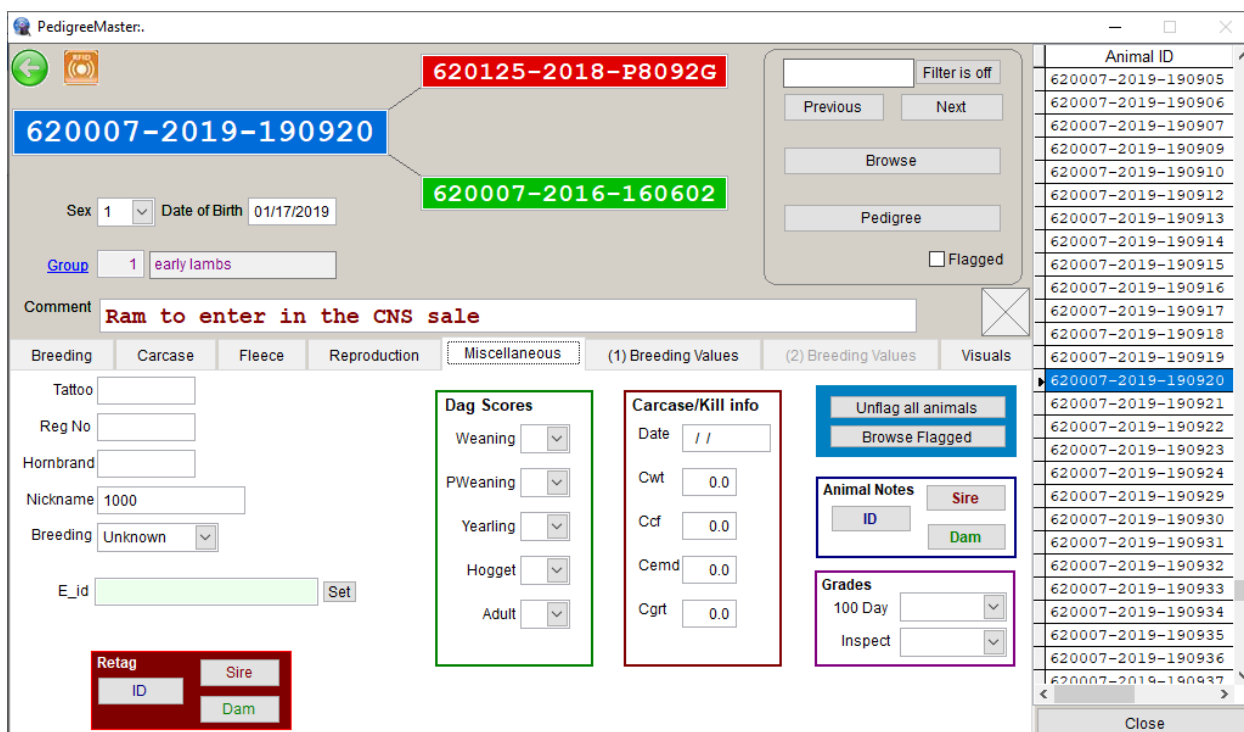 PedigreeMaster:.
RFID
620125-2018-P8092G
620007-2019-190920
620007-2016-160602
Sex 1 Date of Birth 01/17/2019
Group 1 early lambs
Comment Ram to enter in the CNS sale
Filter is off
Previous Next
Browse
Pedigree
Flagged
Breeding Carcase Fleece Reproduction Miscellaneous (1) Breeding Values (2) Breeding Values Visuals
Tattoo
Reg No
Hornbrand
Nickname 1000
Breeding Unknown
E_id Set
Retag
Sire
ID
Dam
Dag Scores
Weaning
PWeaning
Yearling
Hogget
Adult
Carcase/Kill info
Date / /
Cwt 0.0
Ccf 0.0
Cemd 0.0
Cgrt 0.0
Unflag all animals
Browse Flagged
Animal Notes
Sire
ID
Dam
Grades
100 Day
Inspect
Animal ID
620007-2019-190905
620007-2019-190906
620007-2019-190907
620007-2019-190909
620007-2019-190910
620007-2019-190912
620007-2019-190913
620007-2019-190914
620007-2019-190915
620007-2019-190916
620007-2019-190917
620007-2019-190918
620007-2019-190919
620007-2019-190920
620007-2019-190921
620007-2019-190922
620007-2019-190923
620007-2019-190924
620007-2019-190929
620007-2019-190930
620007-2019-190931
620007-2019-190932
620007-2019-190933
620007-2019-190934
620007-2019-190935
620007-2019-190936
620007-2019-190937
Close